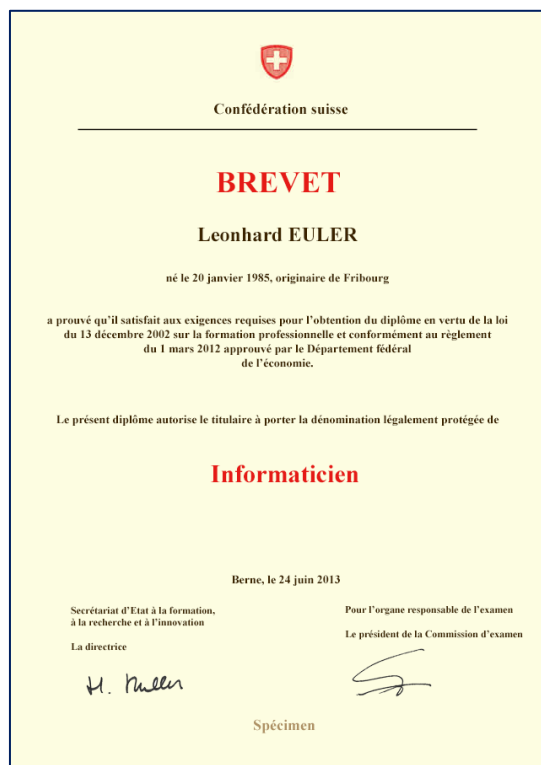 Confédération suisse
BREVET
Leonhard EULER
né le 20 janvier 1985, originaire de Fribourg
a prouvé qu'il satisfait aux exigences requises pour l'obtention du diplôme en vertu de la loi
du 13 décembre 2002 sur la formation professionnelle et conformément au règlement
du 1 mars 2012 approuvé par le Département fédéral
de l'économie.
Le présent diplôme autorise le titulaire à porter la dénomination légalement protégée de
Informaticien
Berne, le 24 juin 2013
Secrétariat d'Etat à la formation,
à la recherche et à l'innovation
La directrice
Pour l'organe responsable de l'examen
Le président de la Commission d'examen
Spécimen